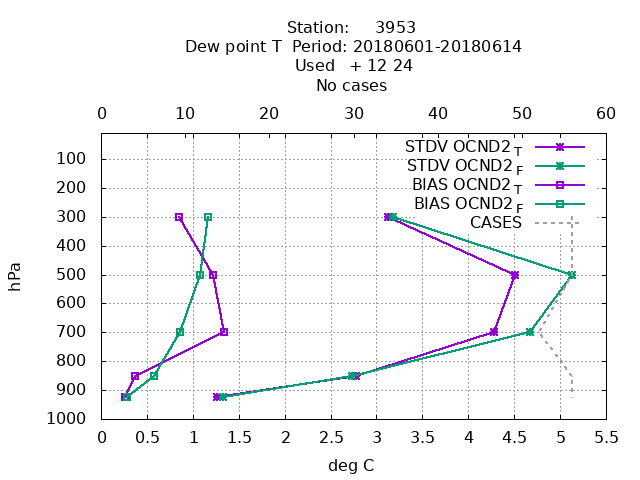 Station: 3953
Dew point T Period: 20180601-20180614
Used + 12 24
No cases
0 10 20 30 40 50 60
STDV OCND2 T
STDV OCND2 F
BIAS OCND2 T
BIAS OCND2 F
CASES
hPa
100
200
300
400
500
600
700
800
900
1000
0 0.5 1 1.5 2 2.5 3 3.5 4 4.5 5 5.5
deg C